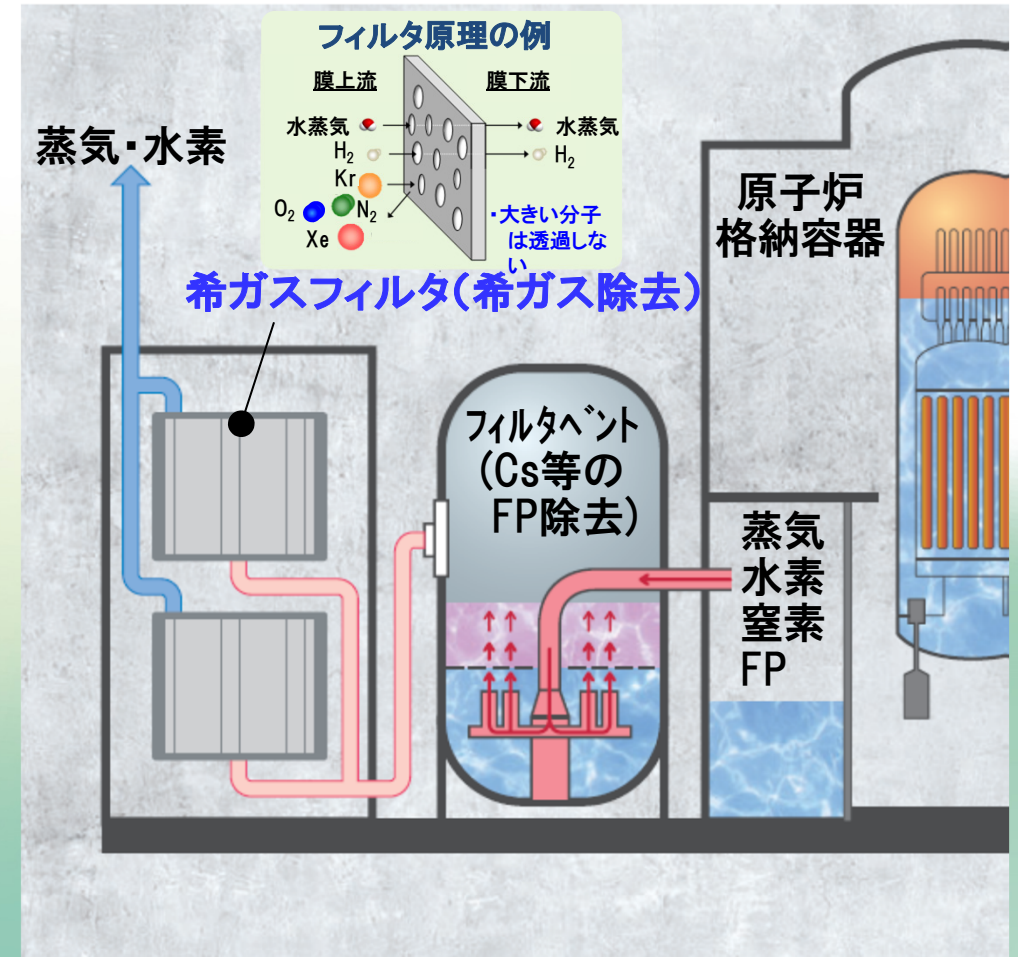 フィルタ原理の例
膜上流
膜下流
水蒸気
水蒸気
H₂
H₂
Kr
O₂
N₂
Xe
・大きい分子
は透過しな
い
蒸気・水素
希ガスフィルタ(希ガス除去)
原子炉
格納容器
フィルタベント
(Cs等の
FP除去)
蒸気
水素
窒素
FP